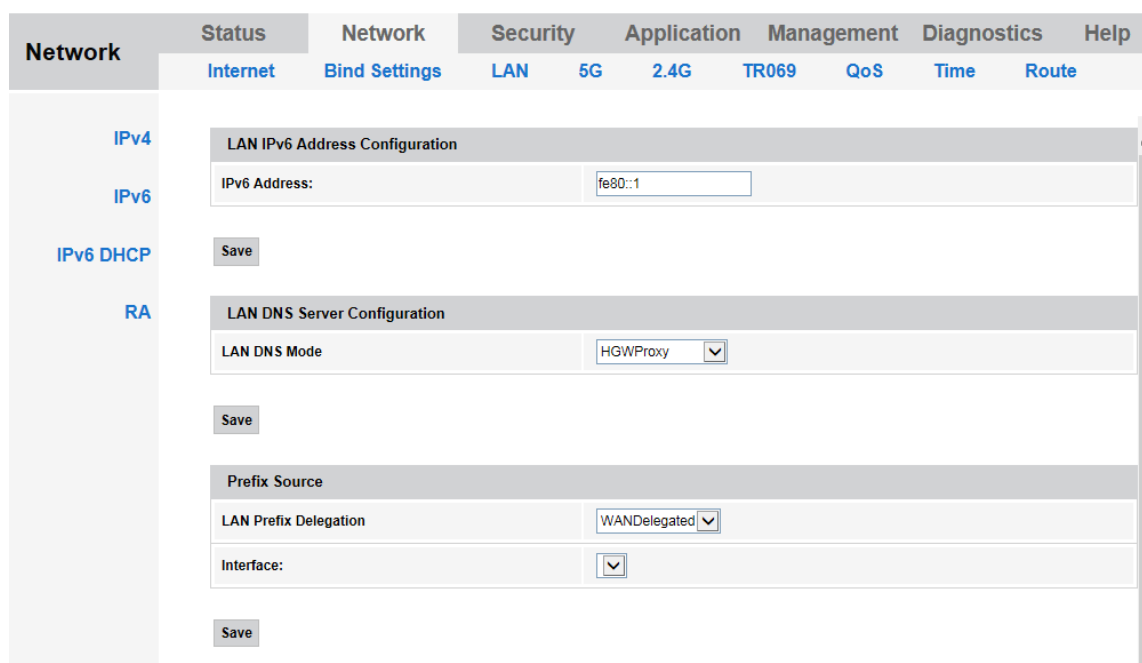 Network
Status Network Security Application Management Diagnostics Help
Internet Bind Settings LAN 5G 2.4G TR069 QoS Time Route
IPv4
IPv6
IPv6 DHCP
RA
LAN IPv6 Address Configuration
IPv6 Address: fe80::1
Save
LAN DNS Server Configuration
LAN DNS Mode HGWProxy
Save
Prefix Source
LAN Prefix Delegation WANDelegated
Interface:
Save